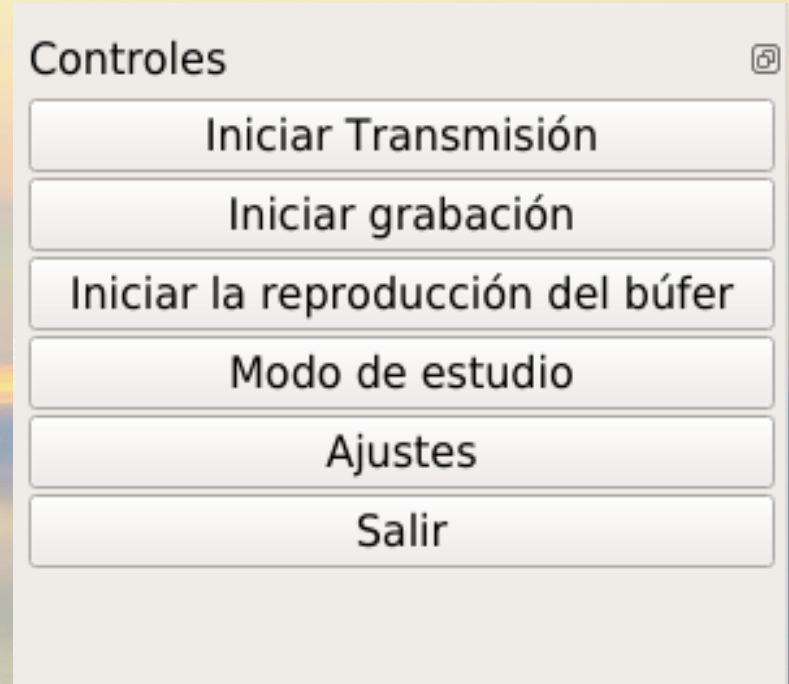 Controles
Iniciar Transmisión
Iniciar grabación
Iniciar la reproducción del búfer
Modo de estudio
Ajustes
Salir